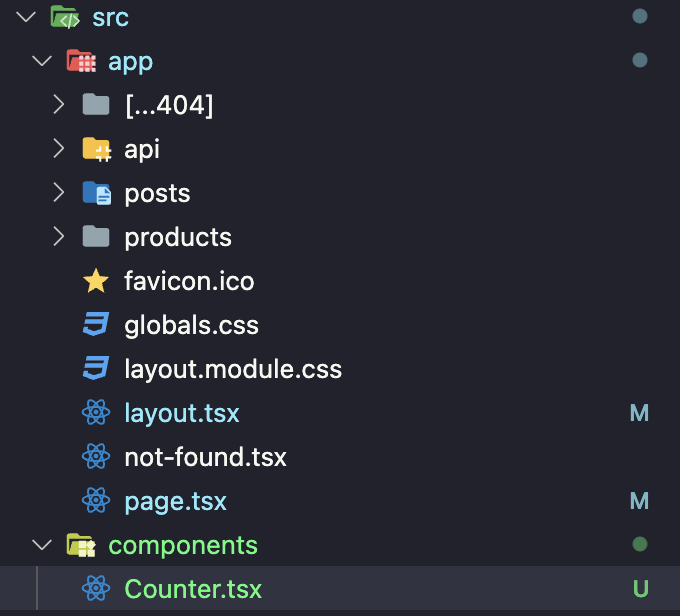 src
app
[...404]
api
posts
products
favicon.ico
globals.css
layout.module.css
layout.tsx M
not-found.tsx
page.tsx M
components
Counter.tsx U